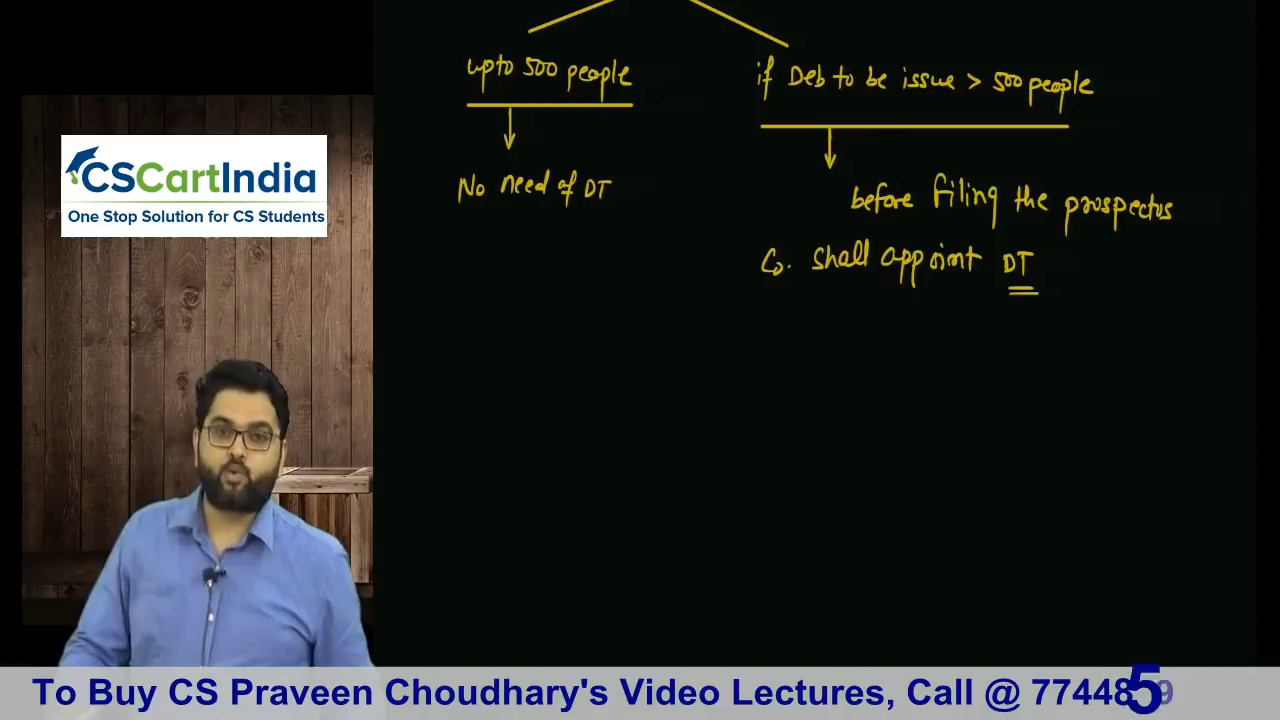 upto 500 people
if Deb to be issue > 500 people
No need of DT
before filing the prospectus
Co. shall appoint DT
CSCartIndia
One Stop Solution for CS Students
To Buy CS Praveen Choudhary's Video Lectures, Call @ 77448
5
9